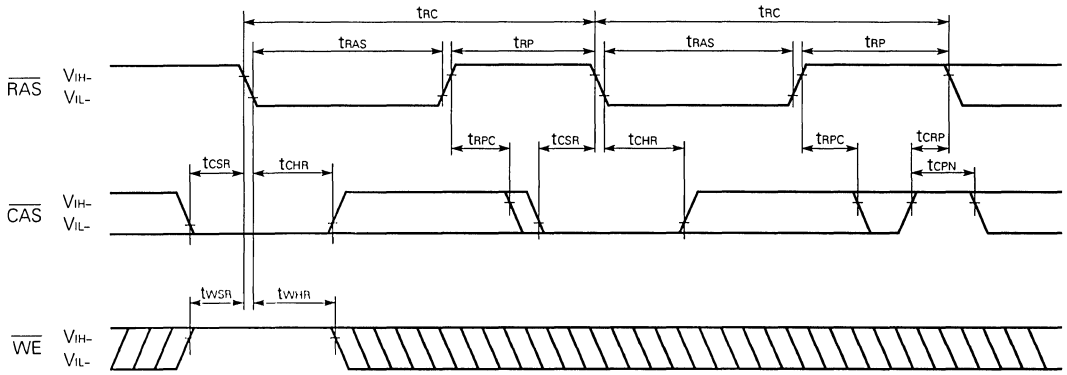 tRC tRC
tRAS tRP tRAS tRP
RAS VIH–
VIL–
tRPC tCSR tCHR tRPC tCRP
tCSR tCHR tCPN
CAS VIH–
VIL–
tWSR tWHR
WE VIH–
VIL–